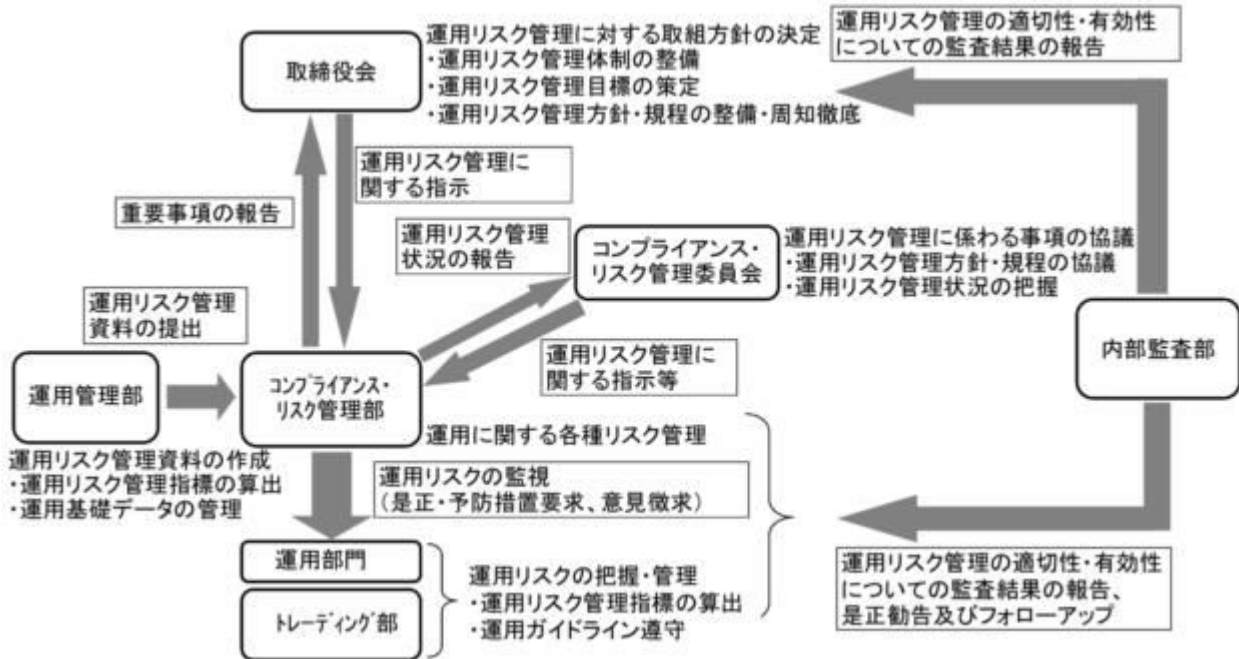 運用リスク管理に対する取組方針の決定
・運用リスク管理体制の整備
・運用リスク管理目標の策定
・運用リスク管理方針・規程の整備・周知徹底
取締役会
運用リスク管理の適切性・有効性
についての監査結果の報告
運用リスク管理に
関する指示
重要事項の報告
運用リスク管理
状況の報告
コンプライアンス・
リスク管理委員会
運用リスク管理に係わる事項の協議
・運用リスク管理方針・規程の協議
・運用リスク管理状況の把握
運用リスク管理
資料の提出
内部監査部
運用リスク管理に
関する指示等
運用管理部
コンプライアンス・
リスク管理部
運用に関する各種リスク管理
運用リスク管理資料の作成
・運用リスク管理指標の算出
・運用基礎データの管理
運用リスクの監視
(是正・予防措置要求、意見徴求)
運用部門
トレーディング部
運用リスクの把握・管理
・運用リスク管理指標の算出
・運用ガイドライン遵守
運用リスク管理の適切性・有効性
についての監査結果の報告、
是正勧告及びフォローアップ